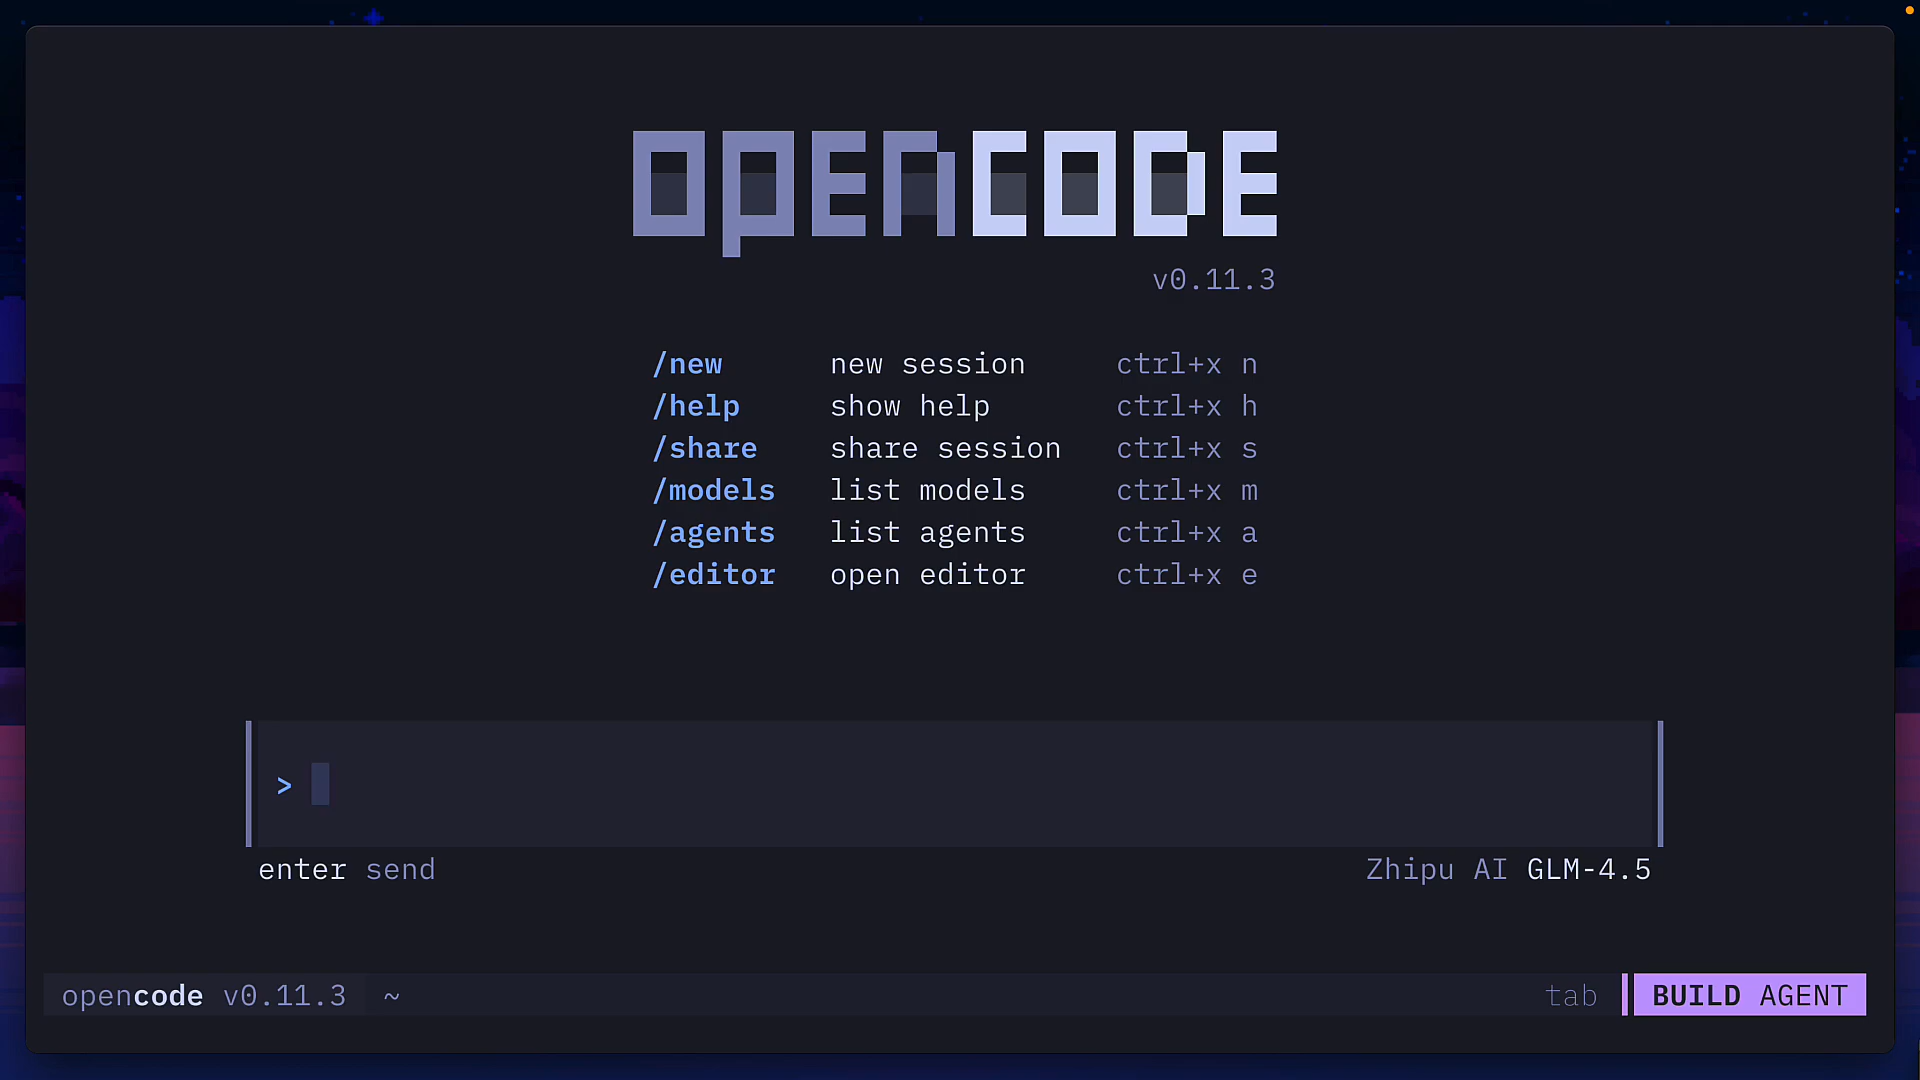 opencode
v0.11.3
/new new session ctrl+x n
/help show help ctrl+x h
/share share session ctrl+x s
/models list models ctrl+x m
/agents list agents ctrl+x a
/editor open editor ctrl+x e
>
enter send Zhipu AI GLM-4.5
opencode v0.11.3 ~ tab BUILD AGENT